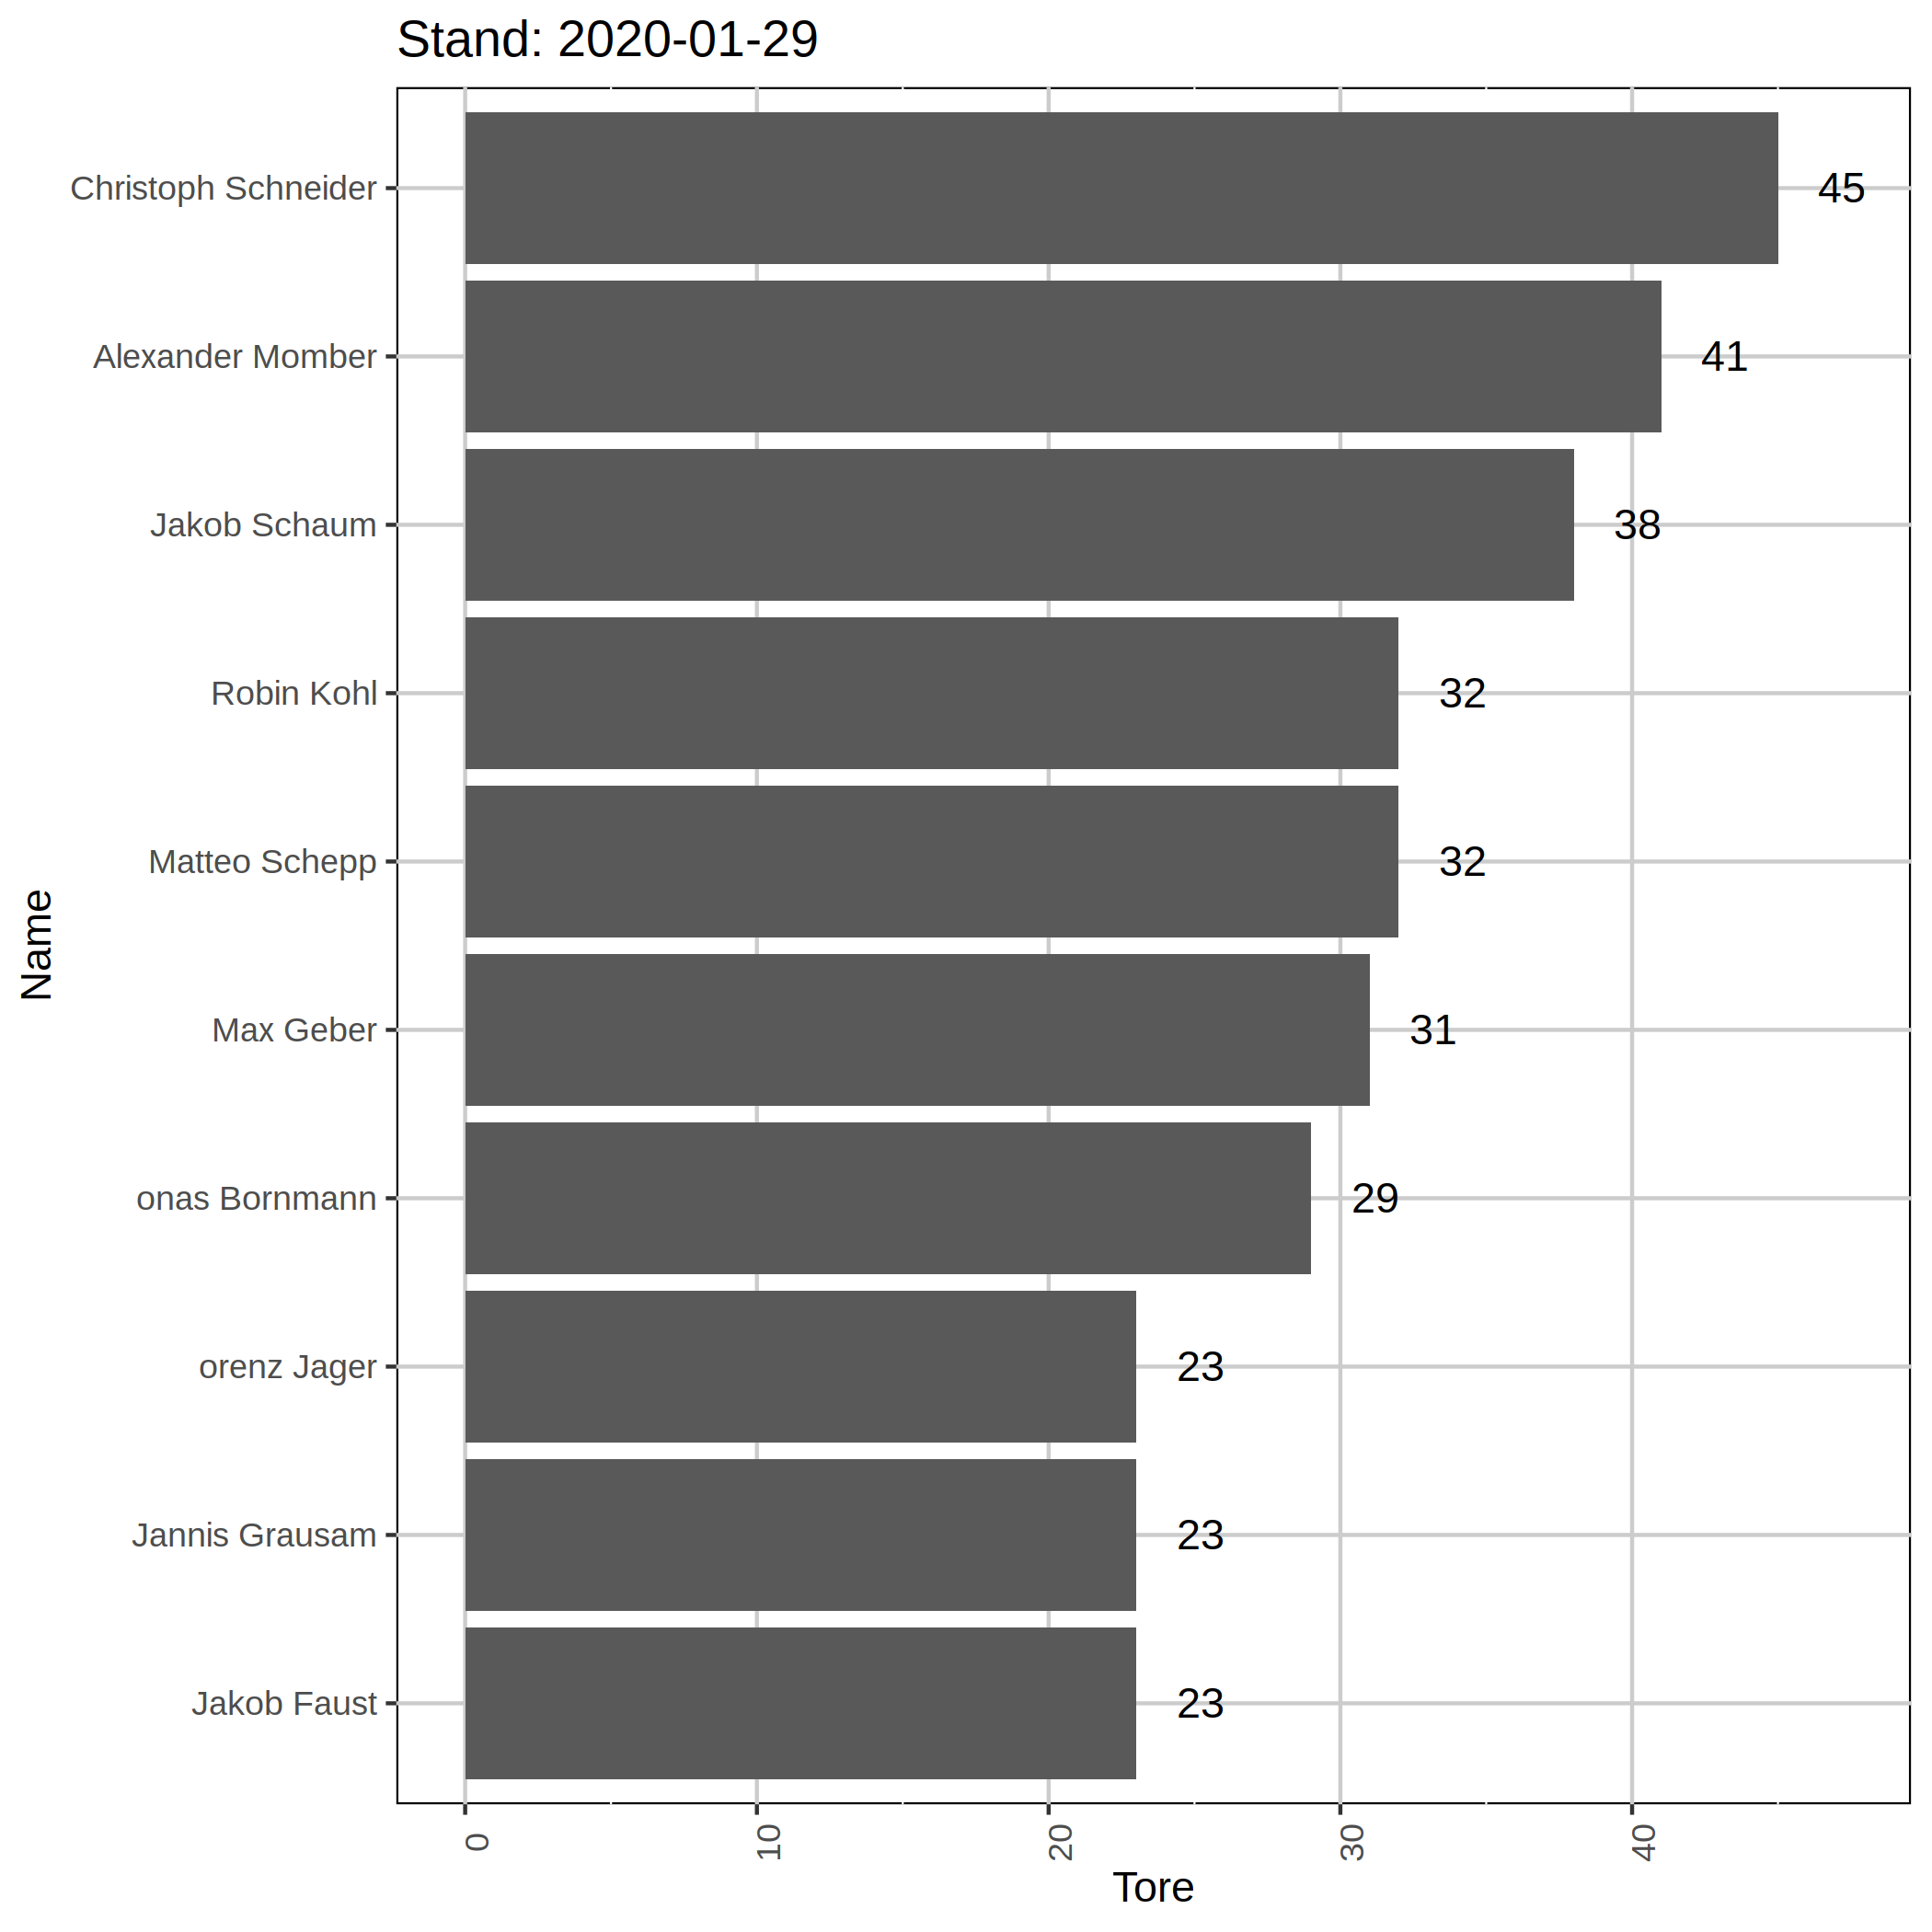 Stand: 2020-01-29
Christoph Schneider 45
Alexander Momber 41
Jakob Schaum 38
Robin Kohl 32
Matteo Schepp 32
Max Geber 31
onas Bornmann 29
orenz Jager 23
Jannis Grausam 23
Jakob Faust 23
Name
0 10 20 30 40
Tore